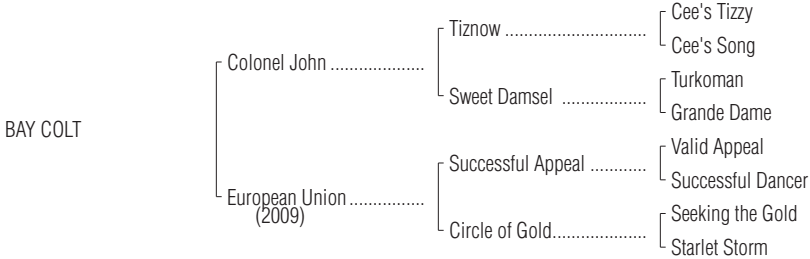 Cee's Tizzy
Tiznow ..............................
Cee's Song
Colonel John ....................
Turkoman
Sweet Damsel ..................
Grande Dame
BAY COLT
Valid Appeal
Successful Appeal ............
Successful Dancer
European Union ................
(2009)
Seeking the Gold
Circle of Gold....................
Starlet Storm